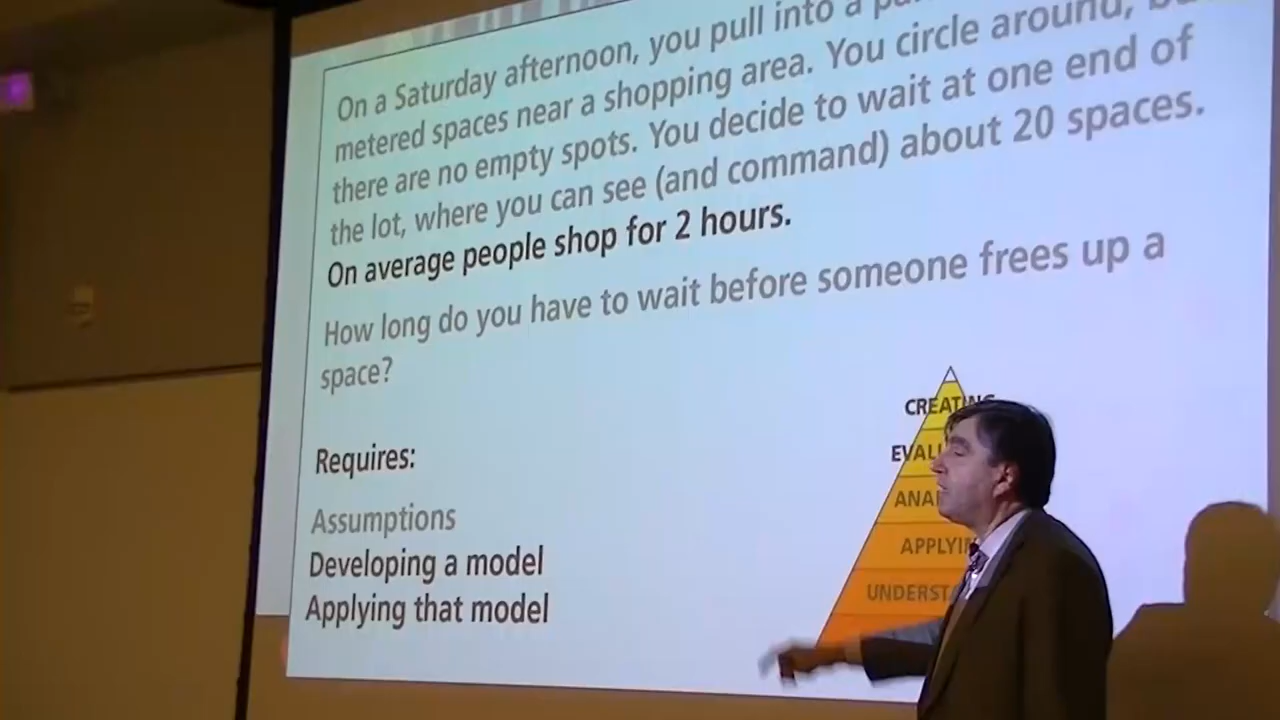 On a Saturday afternoon, you pull into a
metered spaces near a shopping area. You circle around,
there are no empty spots. You decide to wait at one end of
the lot, where you can see (and command) about 20 spaces.
On average people shop for 2 hours.
How long do you have to wait before someone frees up a
space?
Requires:
Assumptions
Developing a model
Applying that model
CREATING
EVAL
ANA
APPLYI
UNDERST